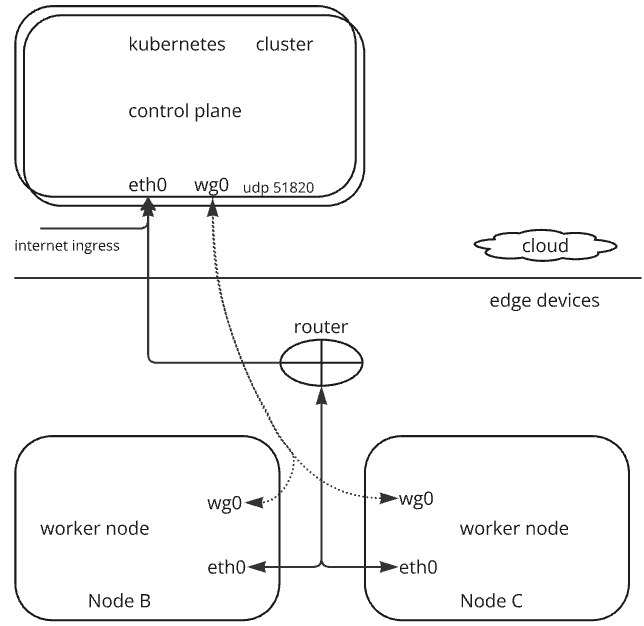 kubernetes cluster
control plane
eth0 wg0 udp 51820
internet ingress
cloud
edge devices
router
wg0
wg0
worker node
worker node
eth0
eth0
Node B
Node C